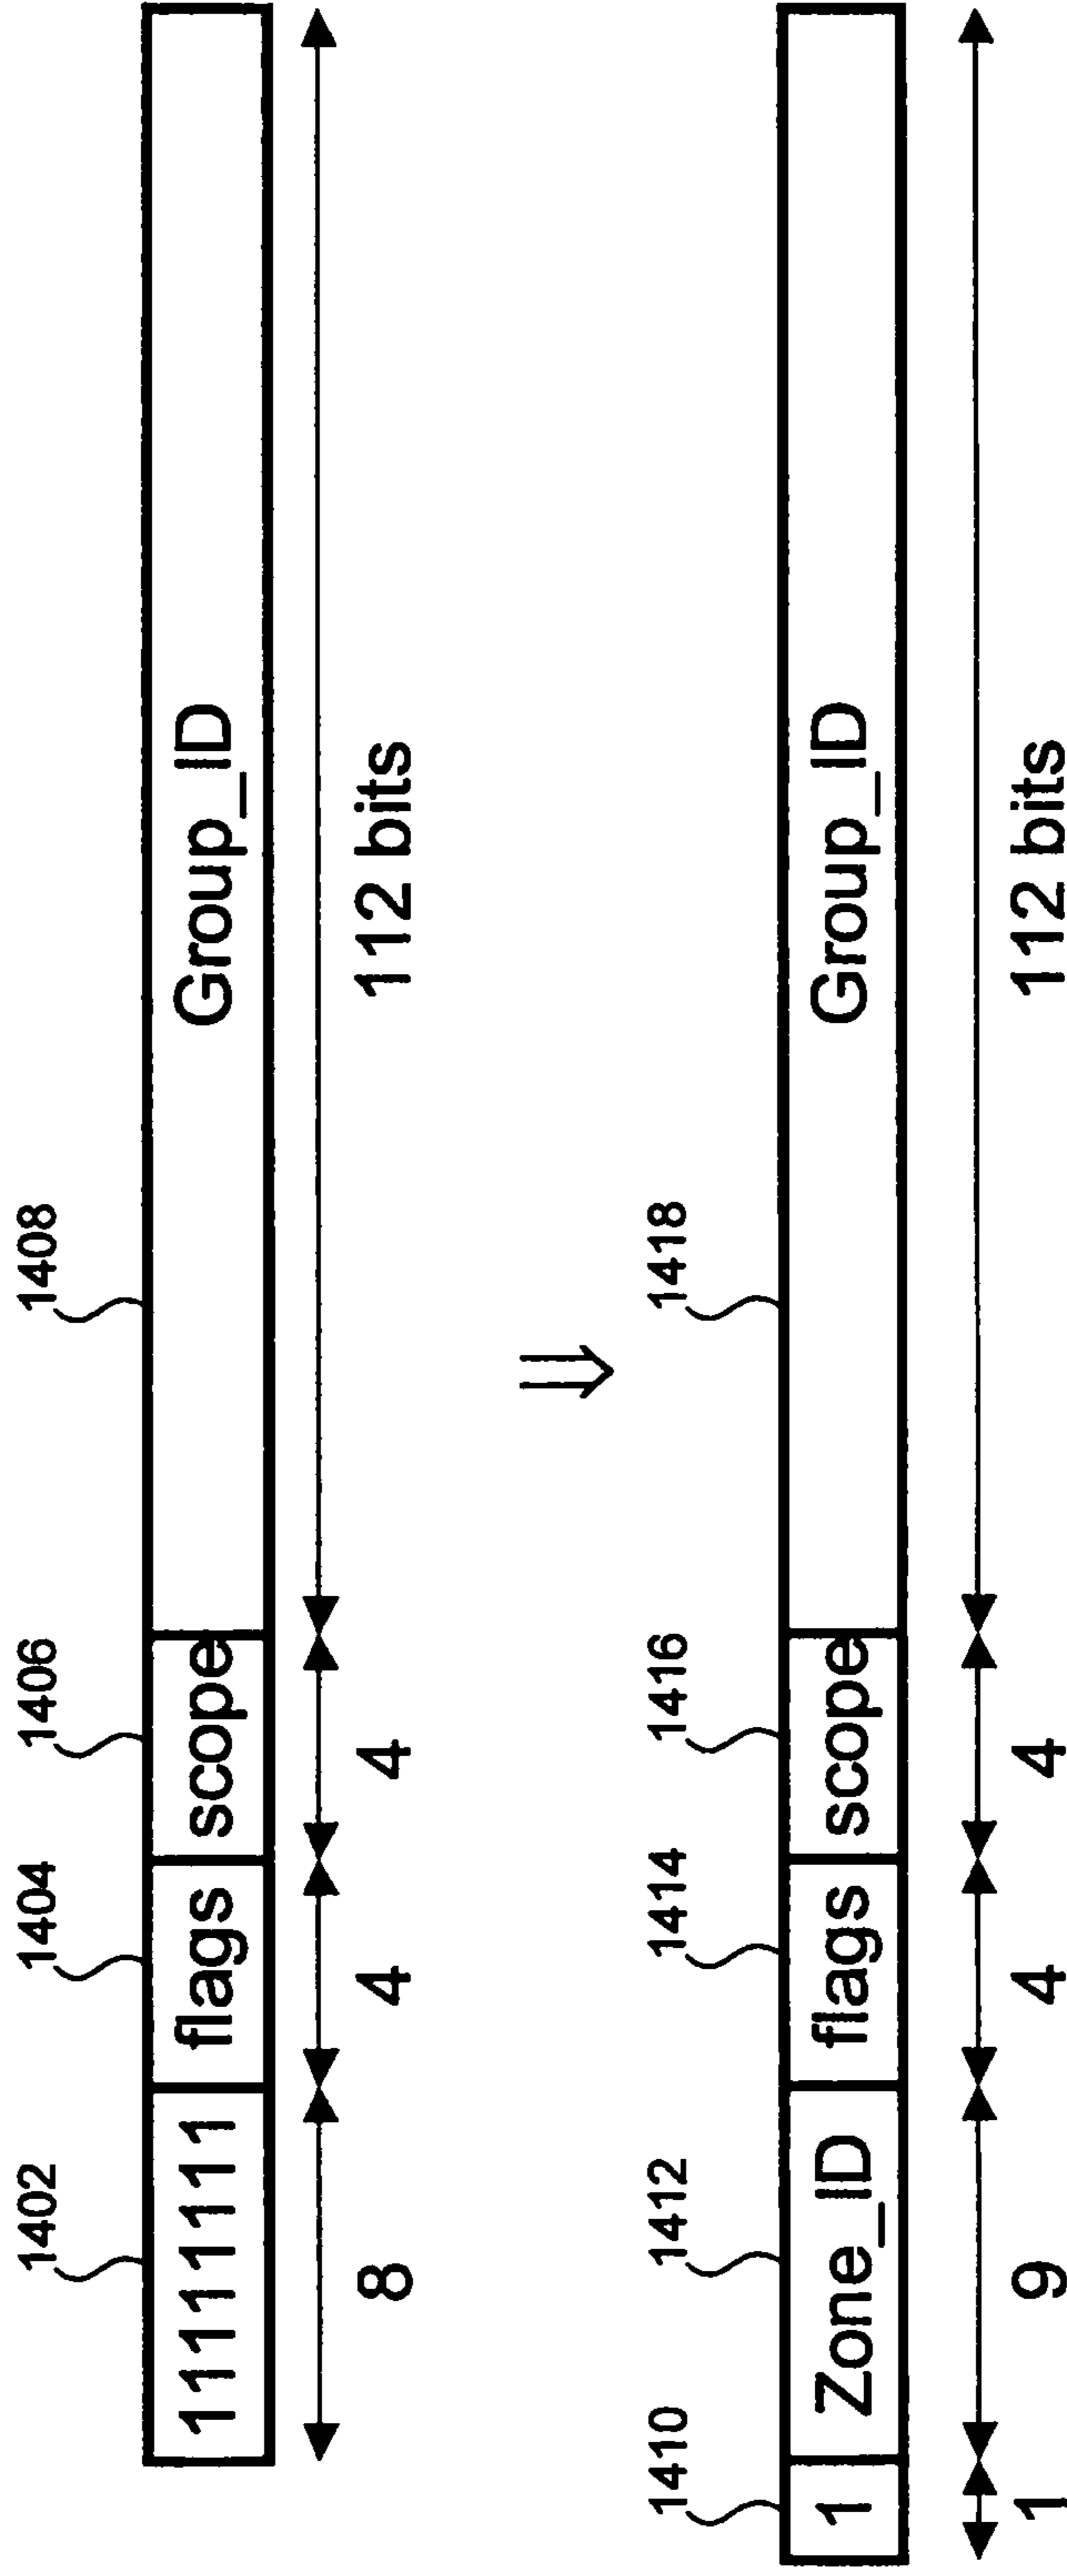 1402 1404 1406 1408
11111111 flags scope Group_ID
8 4 4 112 bits
⇓
1410 1412 1414 1416 1418
1 Zone_ID flags scope Group_ID
1 9 4 4 112 bits